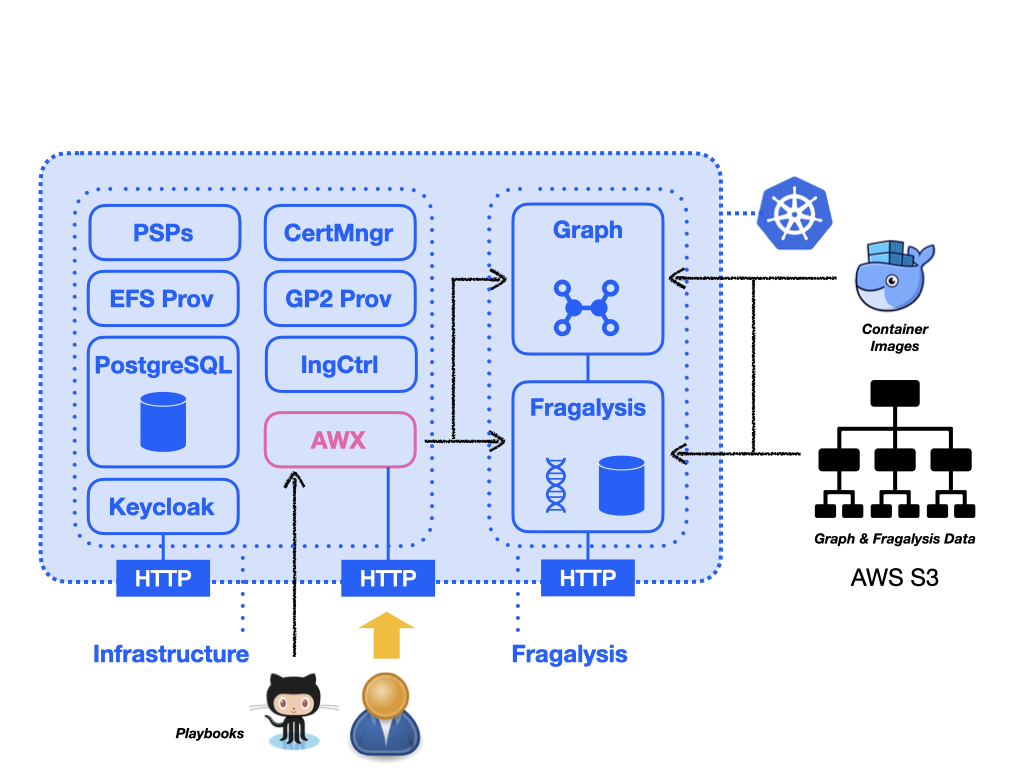 PSPs
CertMngr
EFS Prov
GP2 Prov
PostgreSQL
IngCtrl
AWX
Keycloak
HTTP
HTTP
Infrastructure
Graph
Fragalysis
HTTP
Fragalysis
Container
Images
Graph & Fragalysis Data
AWS S3
Playbooks